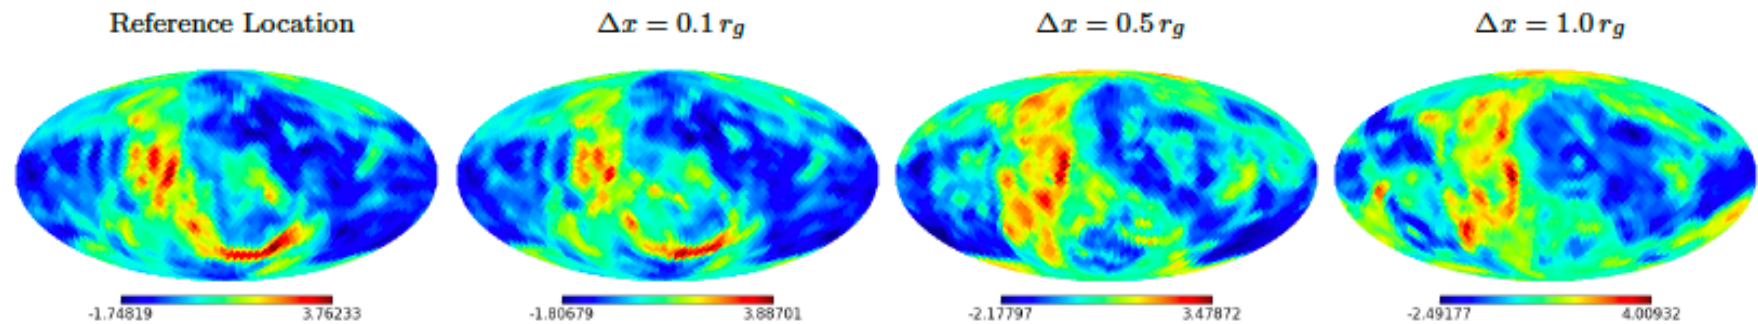 Reference Location
Δx = 0.1 r_g
Δx = 0.5 r_g
Δx = 1.0 r_g
-1.74819 3.76233
-1.80679 3.88701
-2.17797 3.47872
-2.49177 4.00932